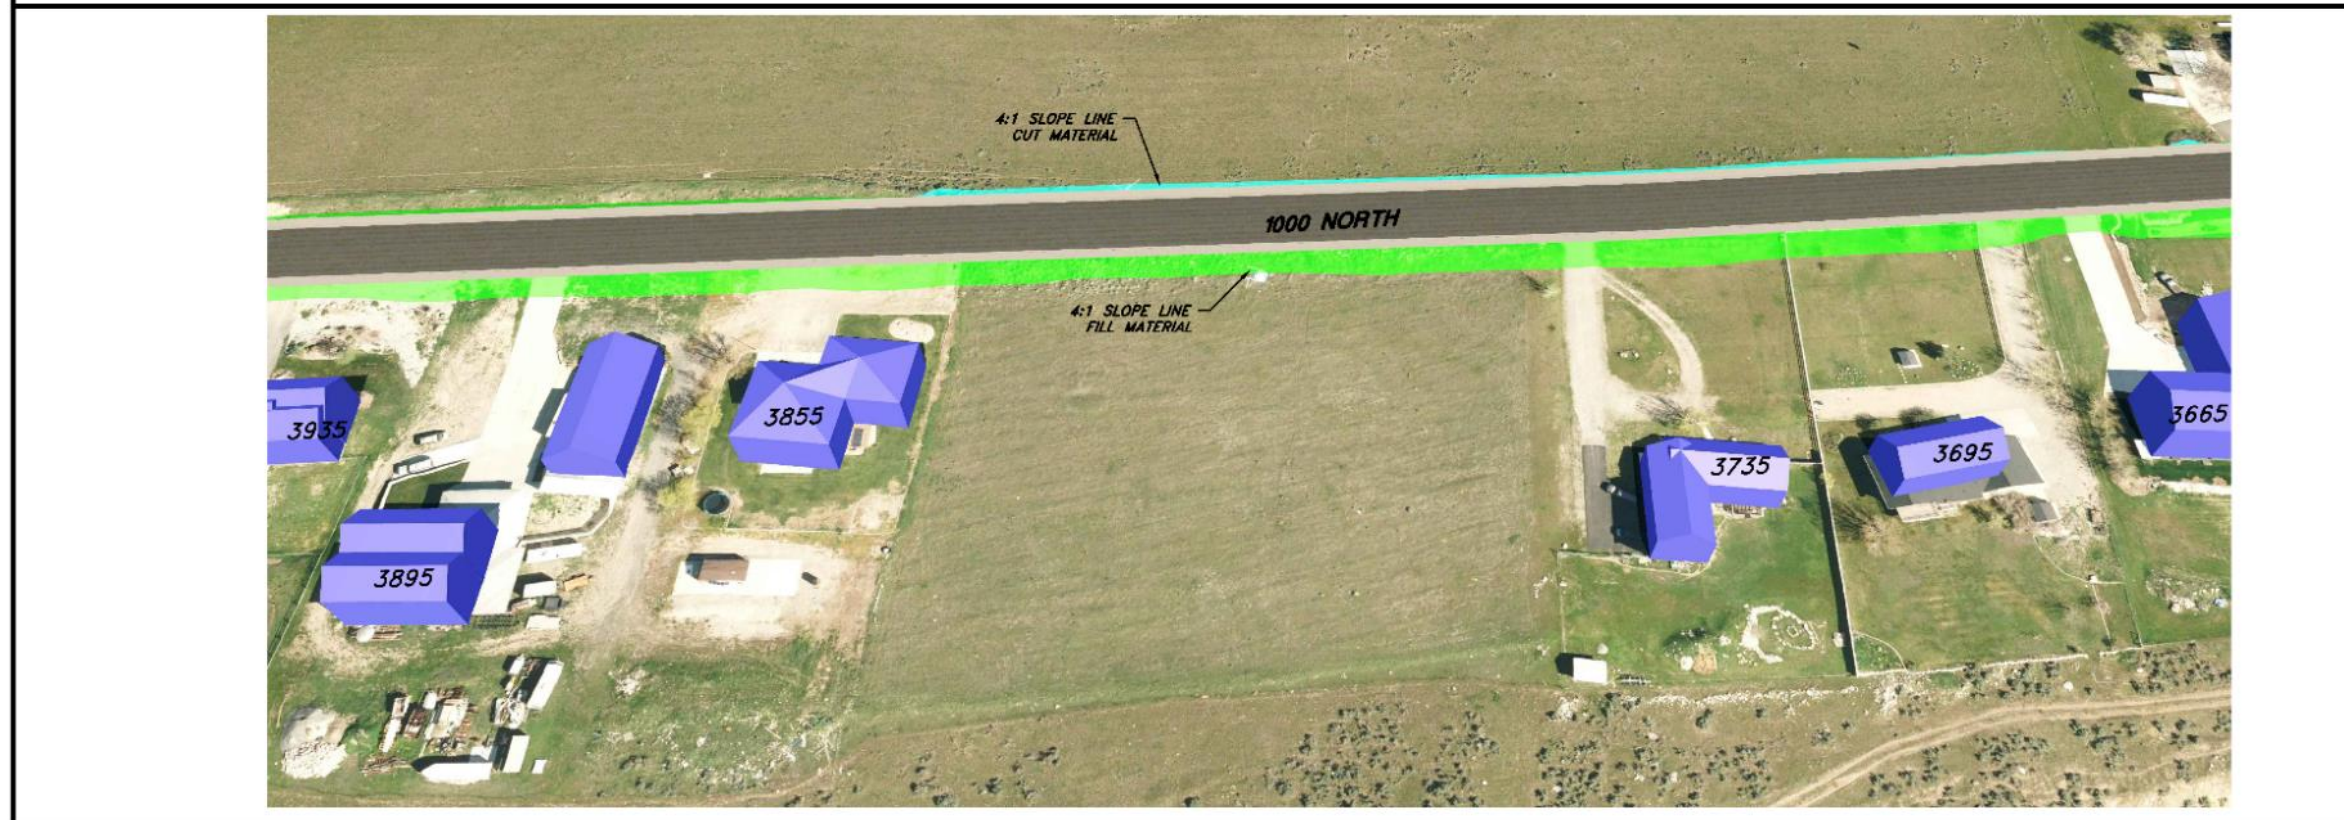 4:1 SLOPE LINE
CUT MATERIAL
1000 NORTH
4:1 SLOPE LINE
FILL MATERIAL
3935
3855
3665
3735
3695
3895